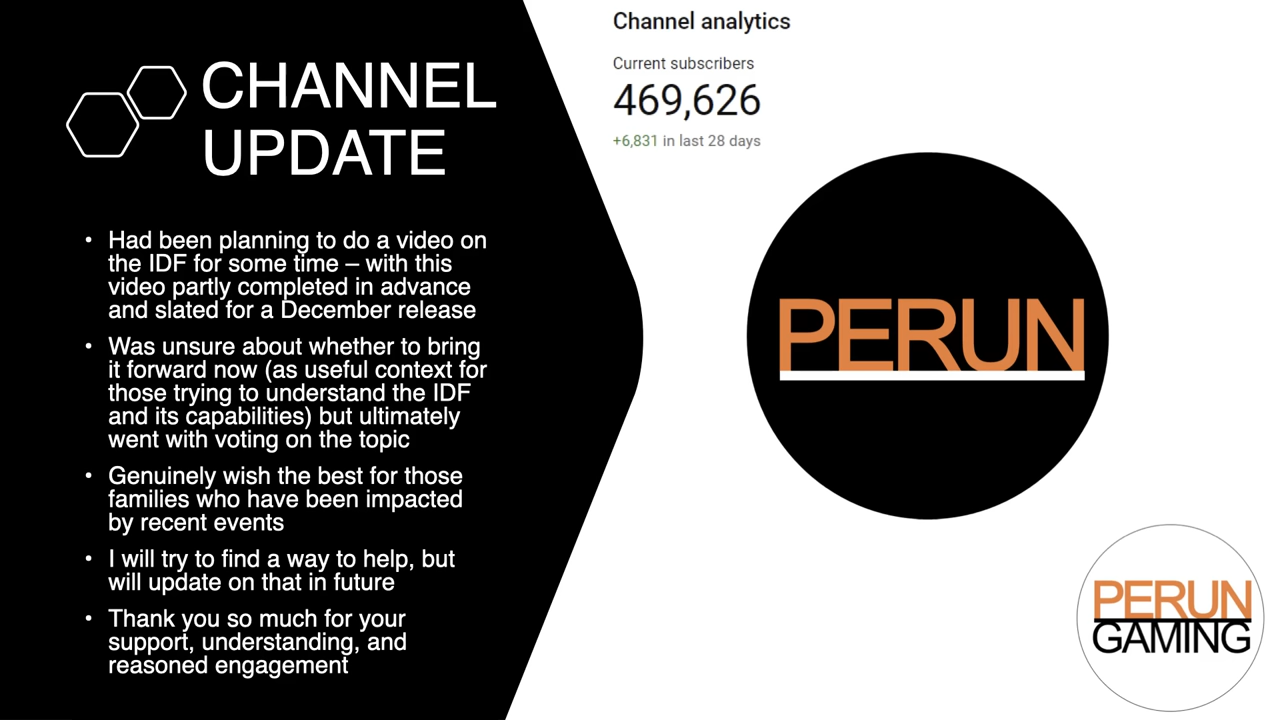 CHANNEL
UPDATE
• Had been planning to do a video on
the IDF for some time – with this
video partly completed in advance
and slated for a December release
• Was unsure about whether to bring
it forward now (as useful context for
those trying to understand the IDF
and its capabilities) but ultimately
went with voting on the topic
• Genuinely wish the best for those
families who have been impacted
by recent events
• I will try to find a way to help, but
will update on that in future
• Thank you so much for your
support, understanding, and
reasoned engagement
Channel analytics
Current subscribers
469,626
+6,831 in last 28 days
PERUN
PERUN
GAMING